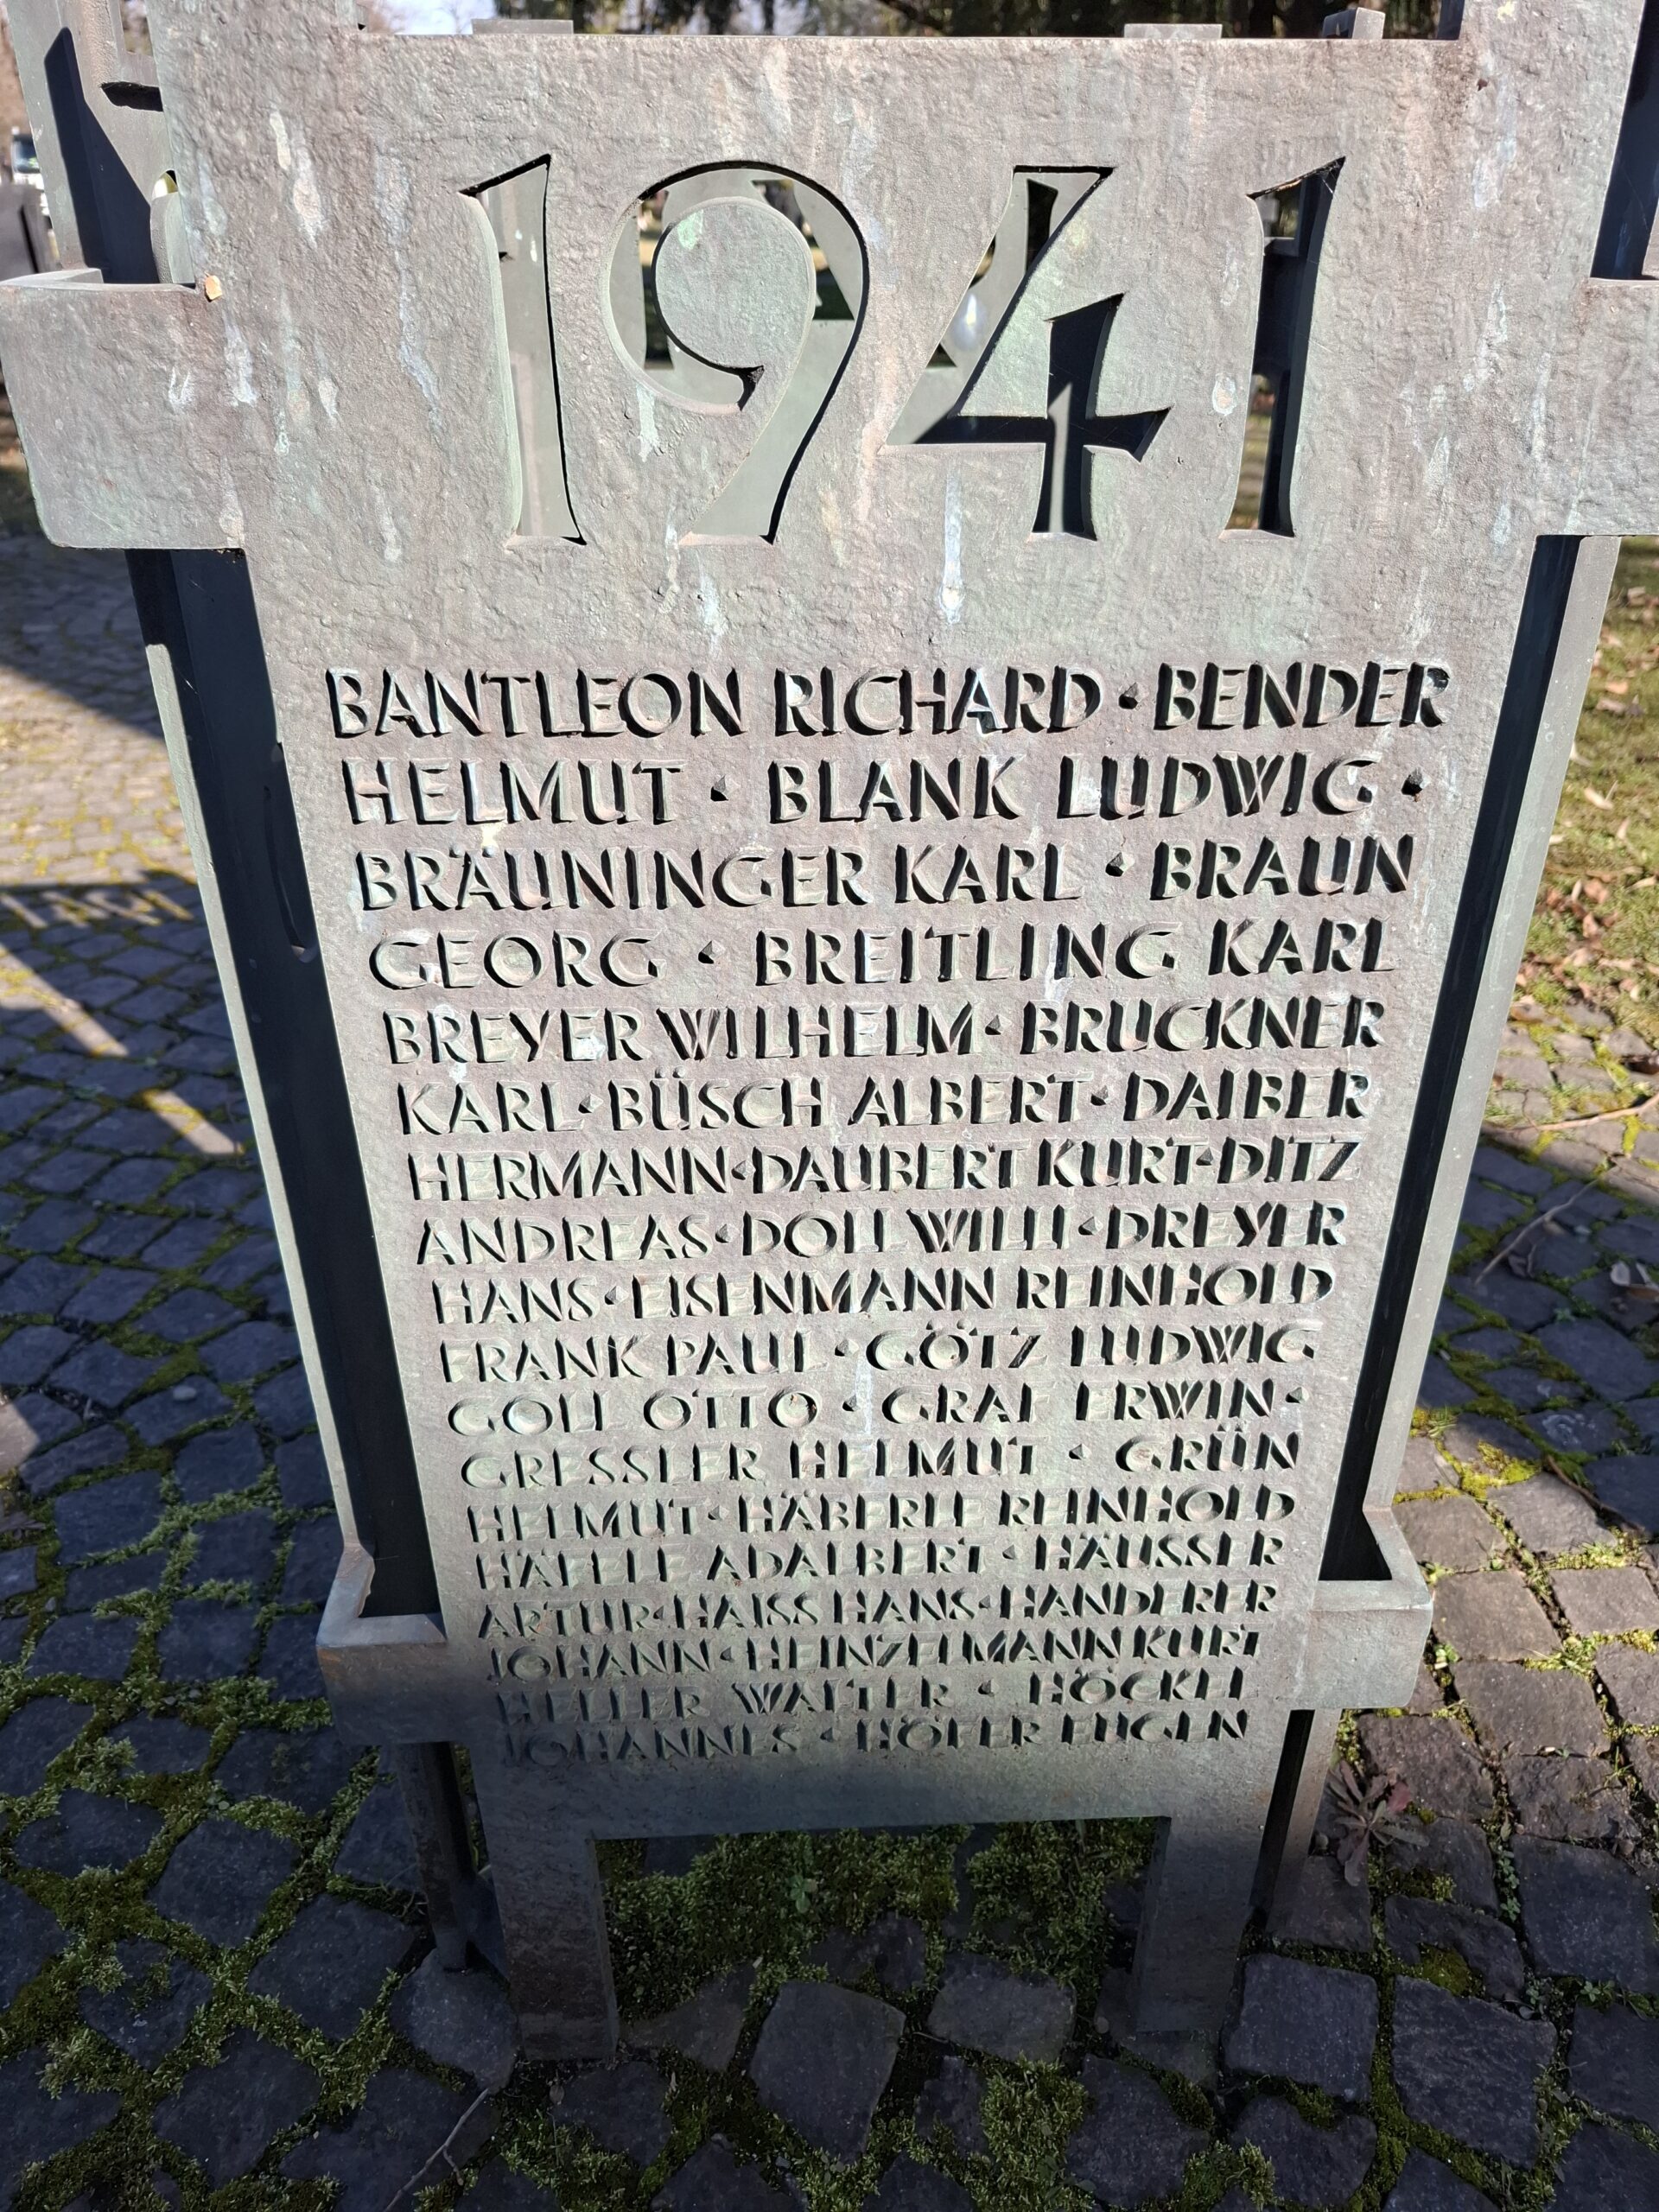 1941
BANTLEON RICHARD · BENDER
HELMUT · BLANK LUDWIG ·
BRÄUNINGER KARL · BRAUN
GEORG · BREITLING KARL
BREYER WILHELM · BRUCKNER
KARL · BÜSCH ALBERT · DAIBER
HERMANN · DAUBERT KURT · DITZ
ANDREAS · DOLL WILLI · DREYER
HANS · EISENMANN REINHOLD
FRANK PAUL · GÖTZ LUDWIG
GOLL OTTO · GRAF ERWIN ·
GRESSLER HELMUT · GRÜN
HELMUT · HÄBERLE REINHOLD
HÄFELE ADALBERT · HÄUSSER
ARTUR · HAISS HANS · HANDERER
JOHANN · HEINZELMANN KURT
HELLER WALTER · HÖCKEL
JOHANNES · HÖFER EUGEN